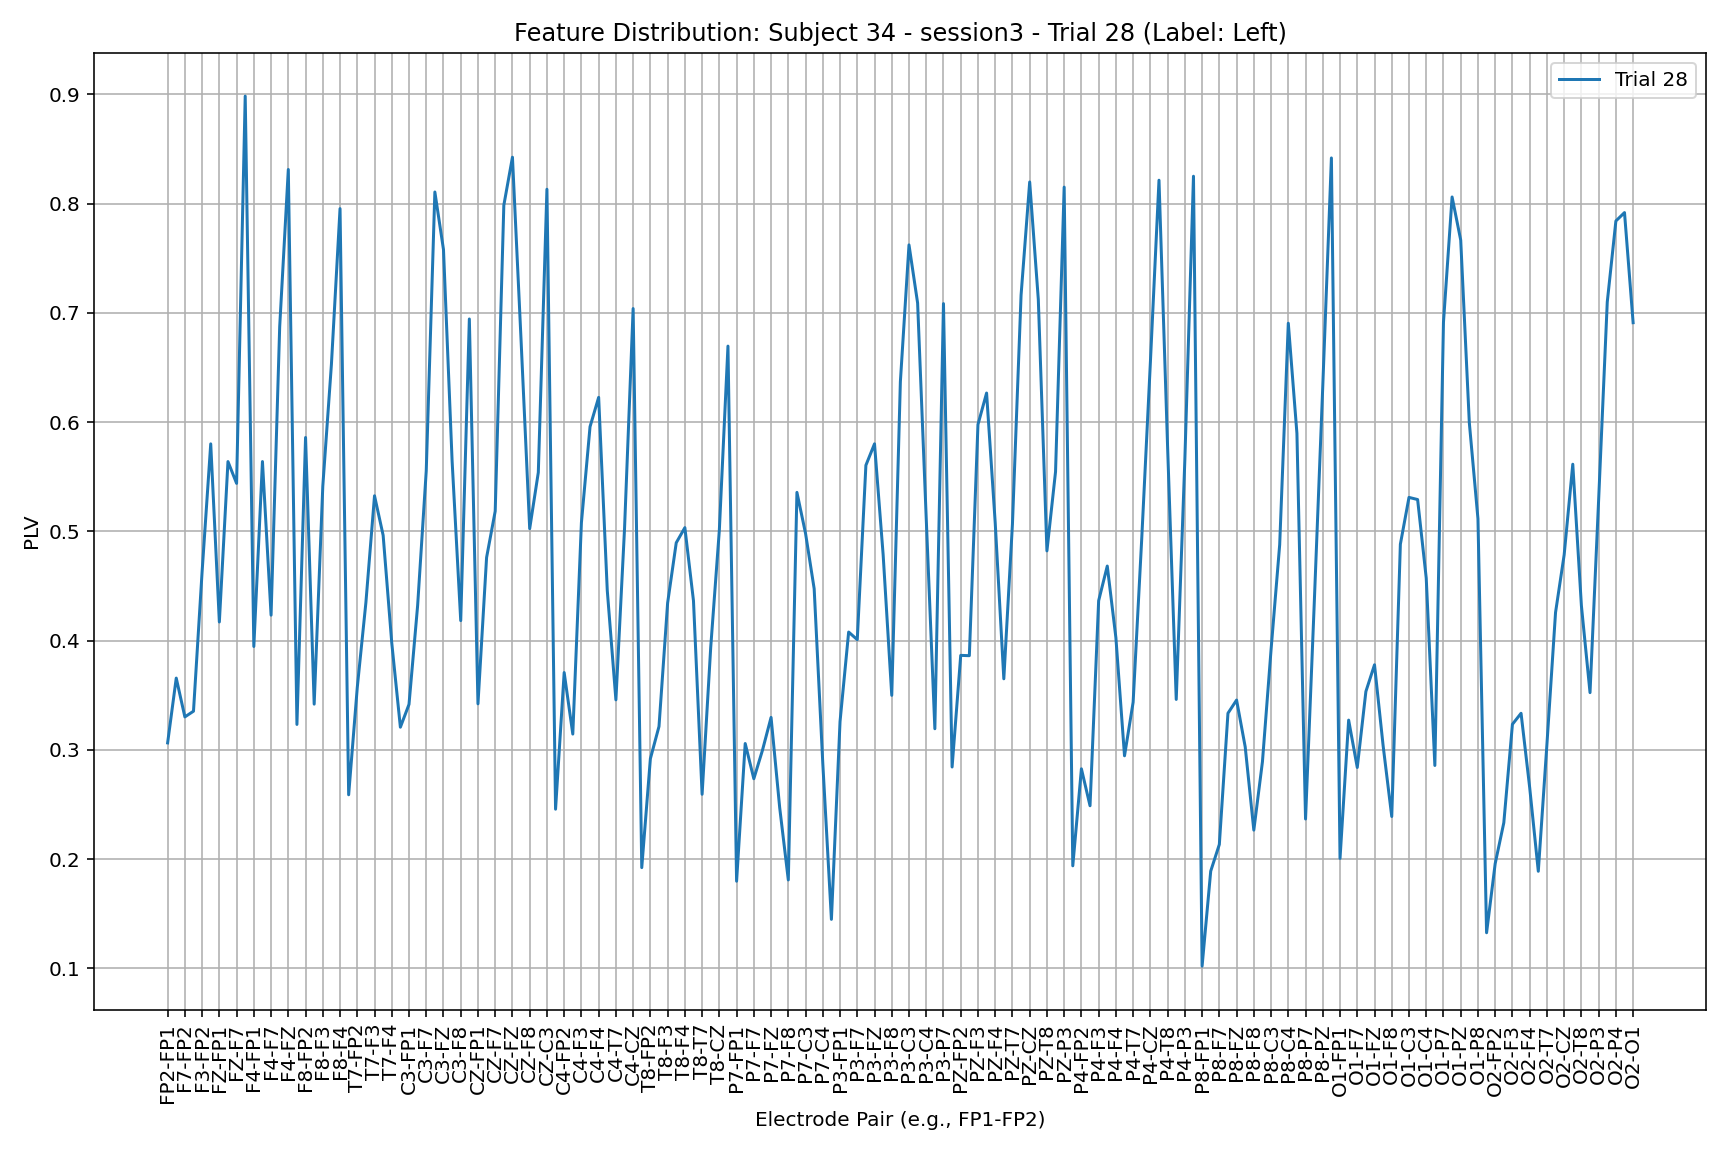 Feature Distribution: Subject 34 - session3 - Trial 28 (Label: Left)
Trial 28
0.9
0.8
0.7
0.6
0.5
0.4
0.3
0.2
0.1
PLV
FP2-FP1
F7-FP2
F3-FP2
FZ-FP1
FZ-F7
F4-FP1
F4-F7
F4-FZ
F8-FP2
F8-F3
F8-F4
T7-FP2
T7-F3
T7-F4
C3-FP1
C3-F7
C3-FZ
C3-F8
CZ-FP1
CZ-F7
CZ-FZ
CZ-F8
CZ-C3
C4-FP2
C4-F3
C4-F4
C4-T7
C4-CZ
T8-FP2
T8-F3
T8-F4
T8-T7
T8-CZ
P7-FP1
P7-F7
P7-FZ
P7-F8
P7-C3
P7-C4
P3-FP1
P3-F7
P3-FZ
P3-F8
P3-C3
P3-C4
P3-P7
PZ-FP2
PZ-F3
PZ-F4
PZ-T7
PZ-CZ
PZ-T8
PZ-P3
P4-FP2
P4-F3
P4-F4
P4-T7
P4-CZ
P4-T8
P4-P3
P8-FP1
P8-F7
P8-FZ
P8-F8
P8-C3
P8-C4
P8-P7
P8-PZ
O1-FP1
O1-F7
O1-FZ
O1-F8
O1-C3
O1-C4
O1-P7
O1-PZ
O1-P8
O2-FP2
O2-F3
O2-F4
O2-T7
O2-CZ
O2-T8
O2-P3
O2-P4
O2-O1
Electrode Pair (e.g., FP1-FP2)